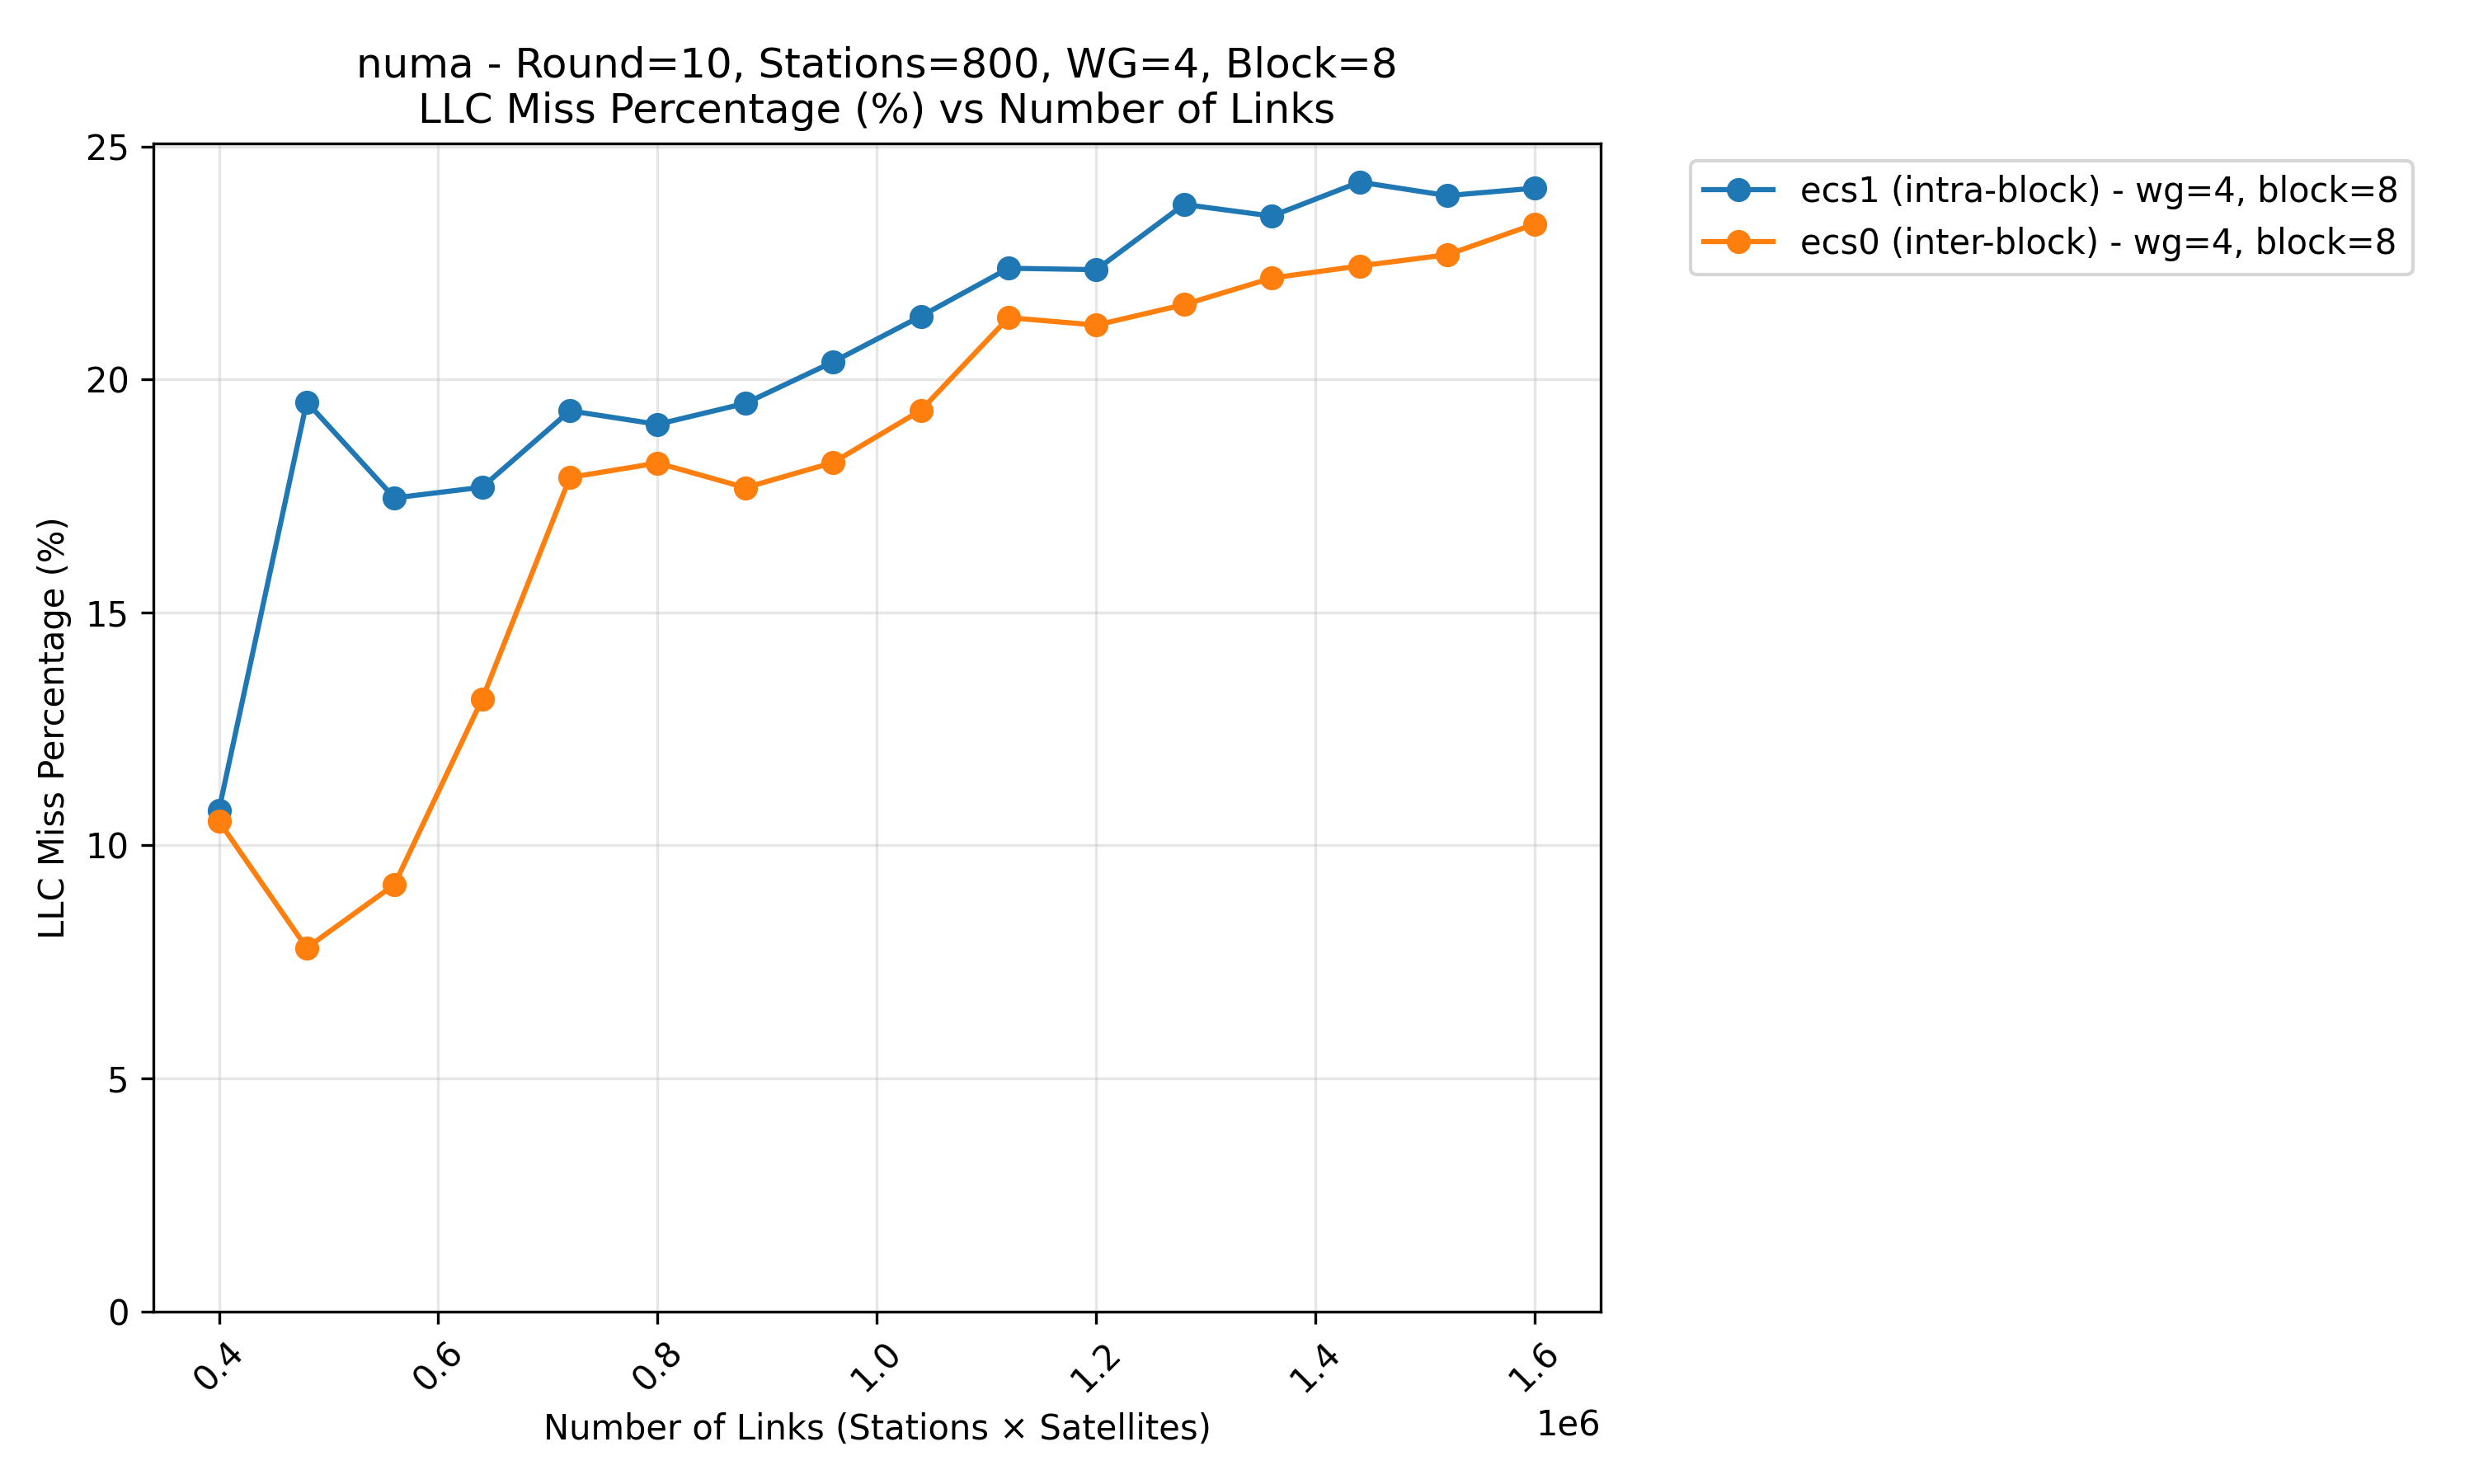 numa - Round=10, Stations=800, WG=4, Block=8
LLC Miss Percentage (%) vs Number of Links
ecs1 (intra-block) - wg=4, block=8
ecs0 (inter-block) - wg=4, block=8
LLC Miss Percentage (%)
25
20
15
10
5
0
0.4
0.6
0.8
1.0
1.2
1.4
1.6
1e6
Number of Links (Stations × Satellites)